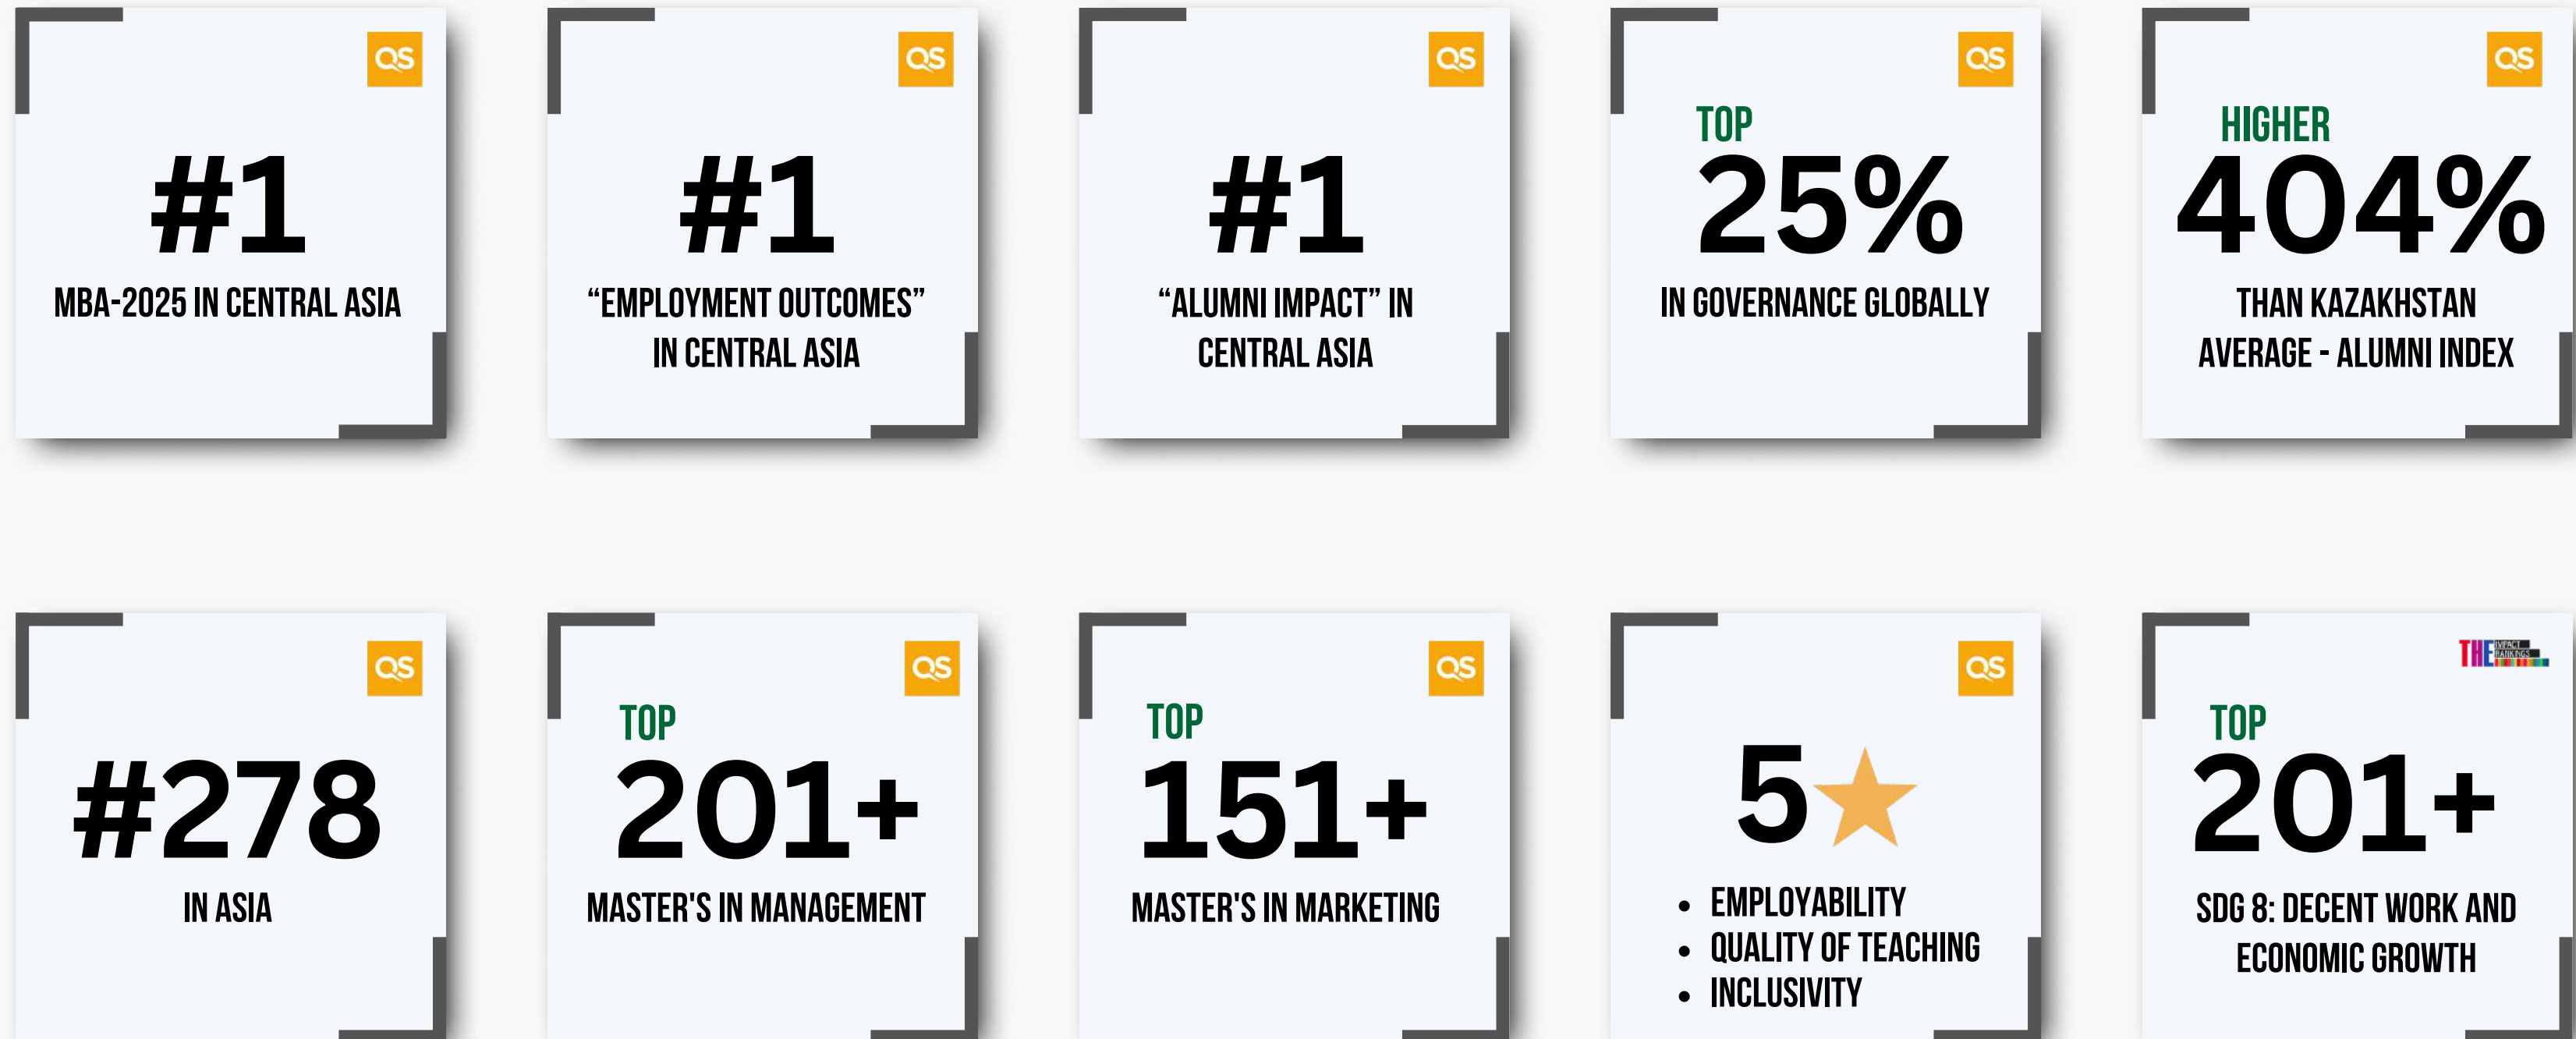 QS
#1
MBA-2025 IN CENTRAL ASIA
QS
#1
“EMPLOYMENT OUTCOMES”
IN CENTRAL ASIA
QS
#1
“ALUMNI IMPACT” IN
CENTRAL ASIA
QS
TOP
25%
IN GOVERNANCE GLOBALLY
QS
HIGHER
404%
THAN KAZAKHSTAN
AVERAGE - ALUMNI INDEX
QS
#278
IN ASIA
QS
TOP
201+
MASTER'S IN MANAGEMENT
QS
TOP
151+
MASTER'S IN MARKETING
QS
5
• EMPLOYABILITY
• QUALITY OF TEACHING
• INCLUSIVITY
THE IMPACT
RANKINGS
TOP
201+
SDG 8: DECENT WORK AND
ECONOMIC GROWTH